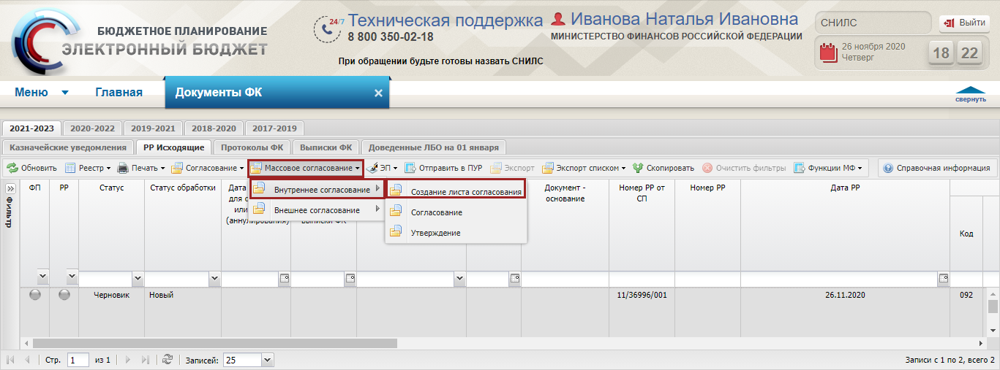 БЮДЖЕТНОЕ ПЛАНИРОВАНИЕ
ЭЛЕКТРОННЫЙ БЮДЖЕТ
24/7 Техническая поддержка
8 800 350-02-18
При обращении будьте готовы назвать СНИЛС
Иванова Наталья Ивановна
МИНИСТЕРСТВО ФИНАНСОВ РОССИЙСКОЙ ФЕДЕРАЦИИ
СНИЛС
Выйти
26 ноября 2020
Четверг
18 22
Меню Главная Документы ФК
свернуть
2021-2023 2020-2022 2019-2021 2018-2020 2017-2019
Казначейские уведомления РР Исходящие Протоколы ФК Выписки ФК Доведенные ЛБО на 01 января
Обновить Реестр Печать Согласование Массовое согласование ЭП Отправить в ПУР Экспорт Экспорт списком Скопировать Очистить фильтры Функции МФ Справочная информация
Внутреннее согласование
Внешнее согласование
Создание листа согласования
Согласование
Утверждение
Фильтр
ФП РР Статус Статус обработки Дата
для
или
(аннулирования)
выписки ФК
Документ - основание
Номер РР от СП
Номер РР
Дата РР
Код
Черновик Новый 11/36996/001 26.11.2020 092
Стр. 1 из 1 Записей: 25 Записи с 1 по 2, всего 2